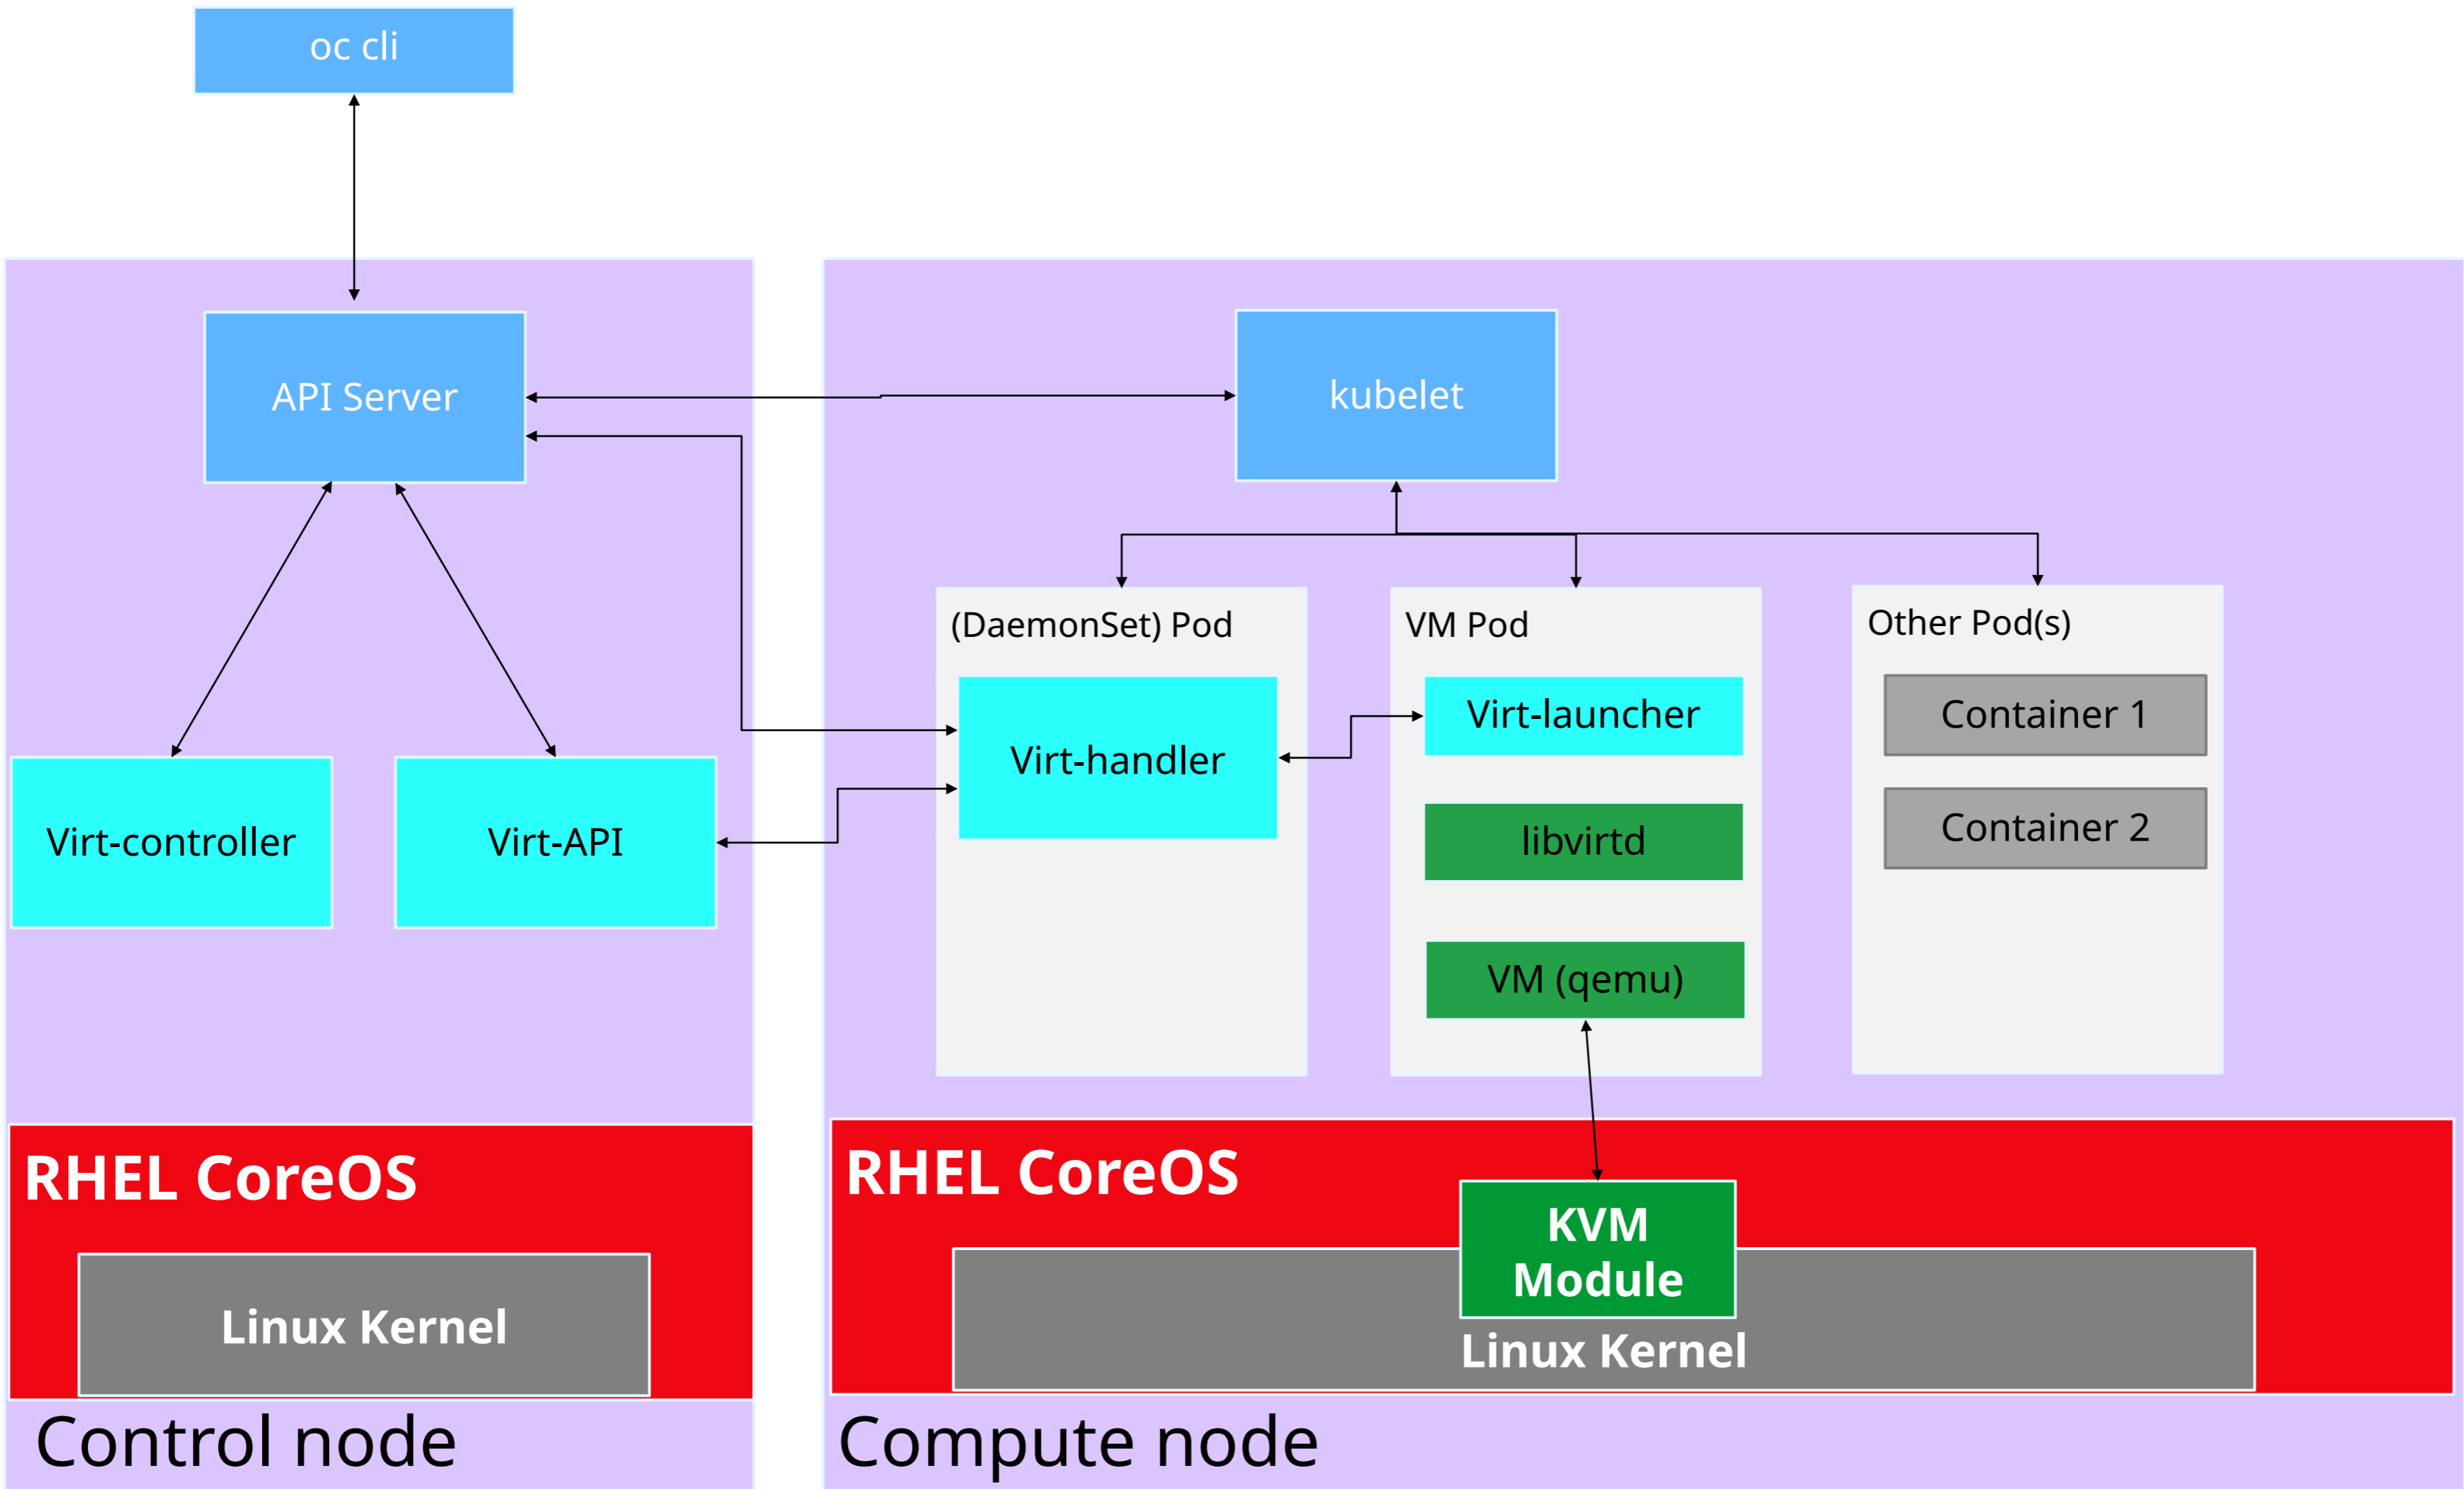 oc cli
API Server
kubelet
(DaemonSet) Pod
VM Pod
Other Pod(s)
Virt-handler
Virt-launcher
Container 1
libvirtd
Container 2
VM (qemu)
Virt-controller
Virt-API
RHEL CoreOS
Linux Kernel
Control node
RHEL CoreOS
KVM
Module
Linux Kernel
Compute node